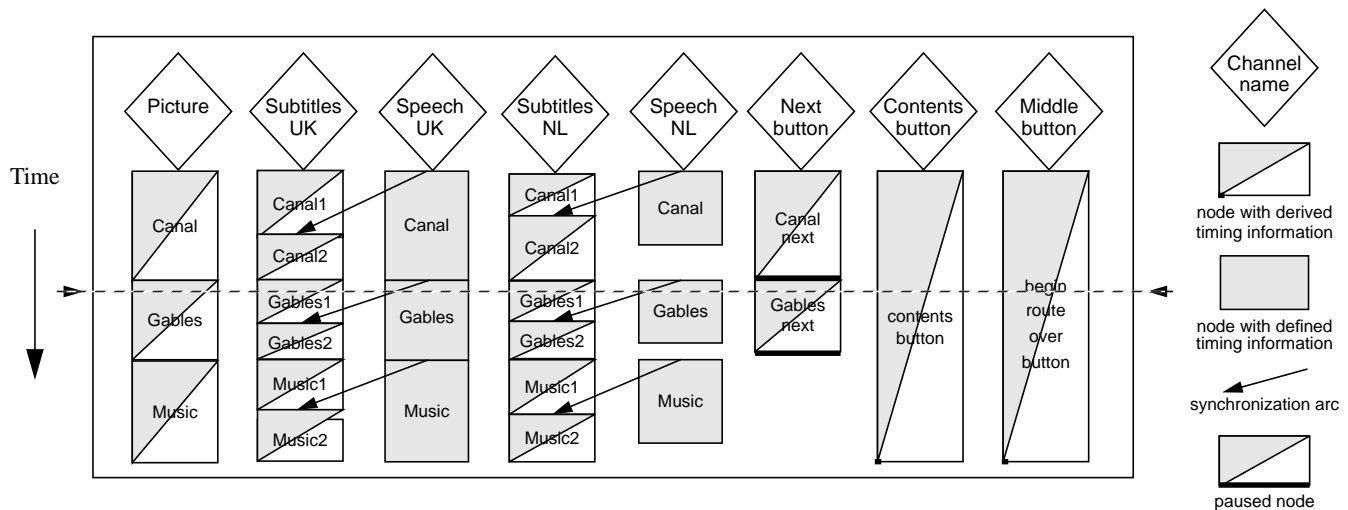 Picture
Subtitles
UK
Speech
UK
Subtitles
NL
Speech
NL
Next
button
Contents
button
Middle
button
Channel
name
Time
Canal
Canal1
Canal2
Canal
Canal1
Canal2
Canal
Canal
next
Gables
Gables1
Gables2
Gables
Gables1
Gables2
Gables
Gables
next
Music
Music1
Music2
Music
Music1
Music2
Music
contents
button
begin
route
over
button
node with derived
timing information
node with defined
timing information
synchronization arc
paused node